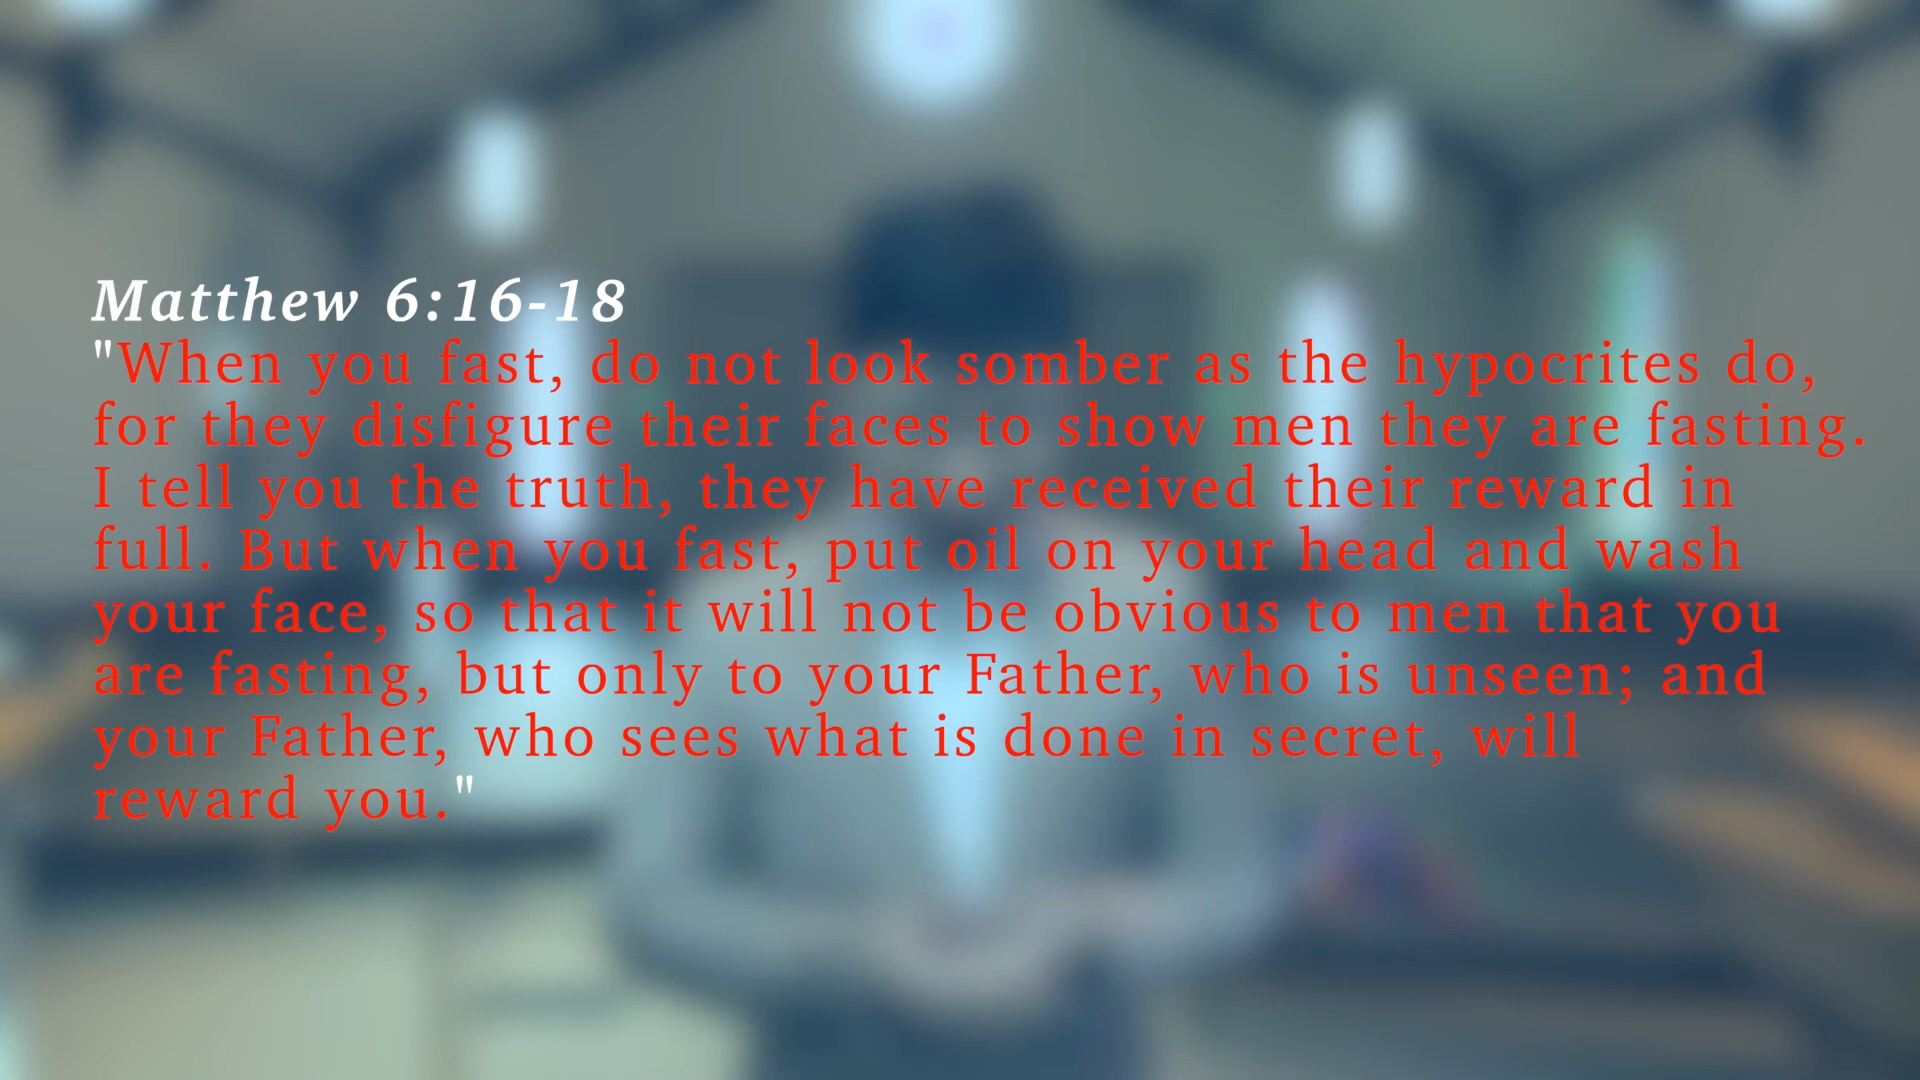 Matthew 6:16-18
"When you fast, do not look somber as the hypocrites do,
for they disfigure their faces to show men they are fasting.
I tell you the truth, they have received their reward in
full. But when you fast, put oil on your head and wash
your face, so that it will not be obvious to men that you
are fasting, but only to your Father, who is unseen; and
your Father, who sees what is done in secret, will
reward you."